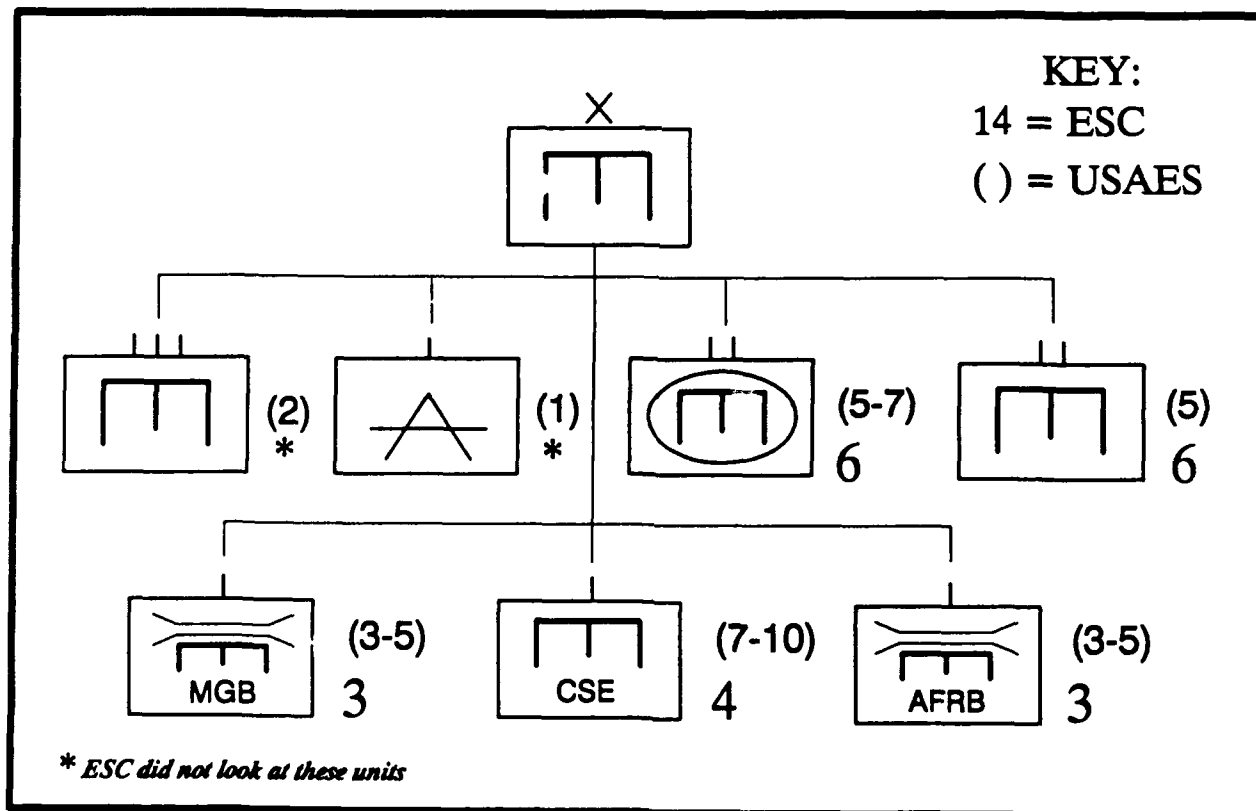 KEY:
14 = ESC
( ) = USAES
X
(2)
*
(1)
*
(5-7)
6
(5)
6
MGB
(3-5)
3
CSE
(7-10)
4
AFRB
(3-5)
3
* ESC did not look at these units